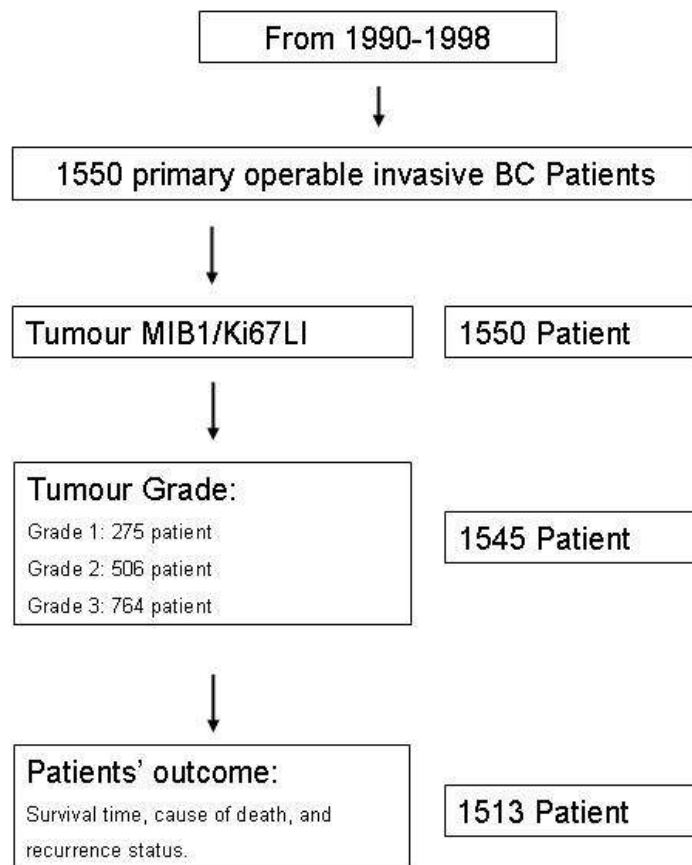 From 1990-1998
1550 primary operable invasive BC Patients
Tumour MIB1/Ki67LI
1550 Patient
Tumour Grade:
Grade 1: 275 patient
Grade 2: 506 patient
Grade 3: 764 patient
1545 Patient
Patients’ outcome:
Survival time, cause of death, and
recurrence status.
1513 Patient